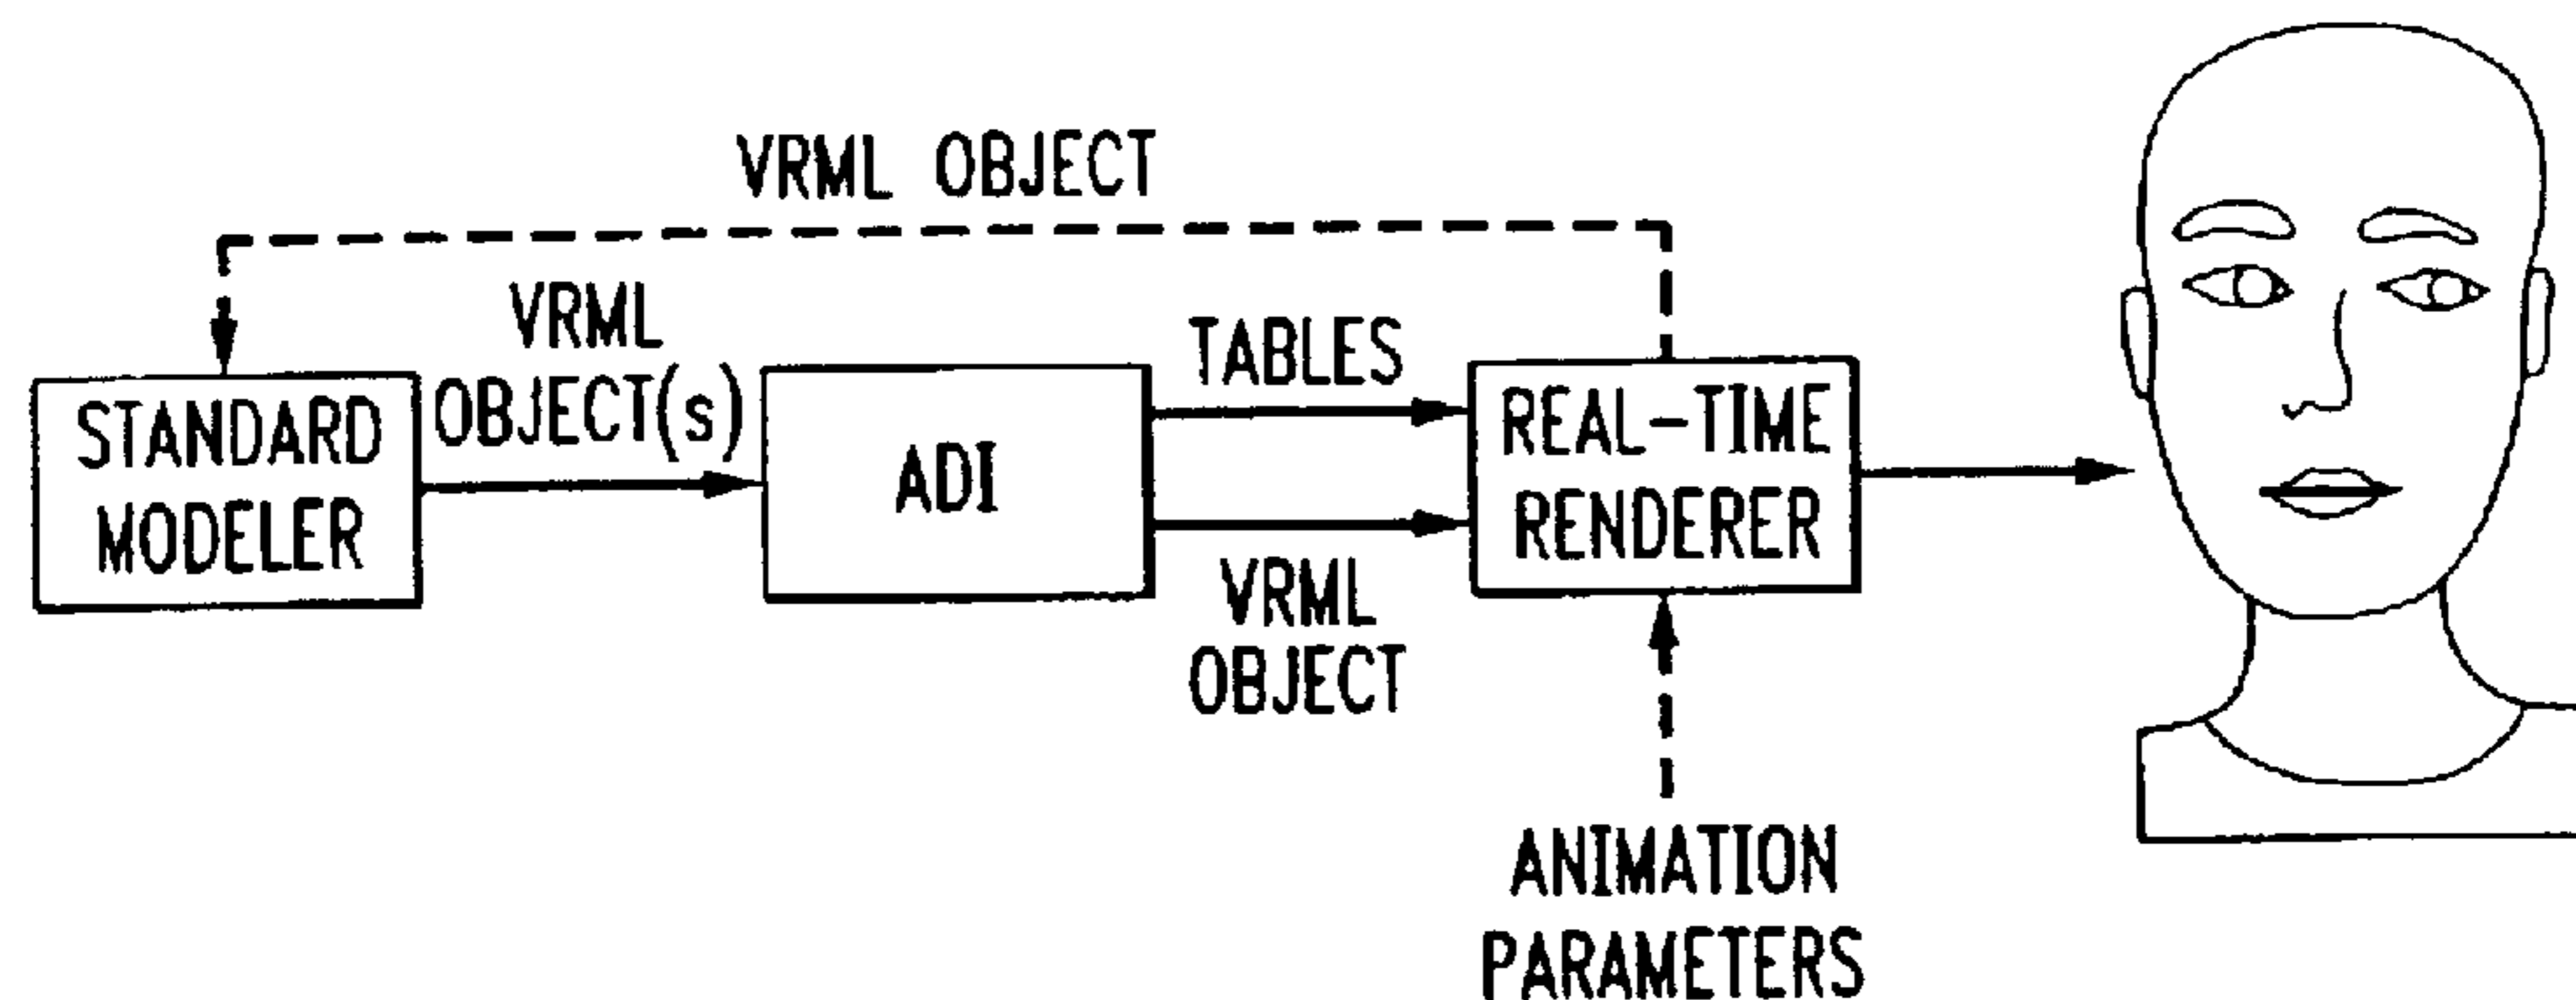 VRML OBJECT
VRML
OBJECT(s)
STANDARD
MODELER
ADI
TABLES
VRML
OBJECT
REAL-TIME
RENDERER
ANIMATION
PARAMETERS